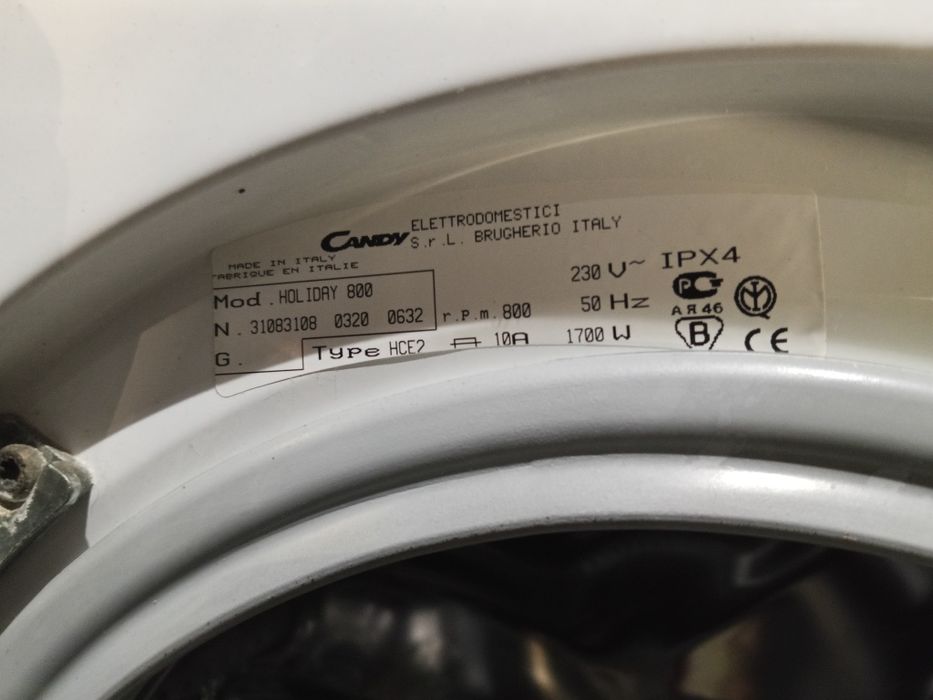 CANDY ELETTRODOMESTICI
S.r.L. BRUGHERIO ITALY
MADE IN ITALY
FABRIQUE EN ITALIE
Mod. HOLIDAY 800
N. 31083108 0320 0632
G.
Type HCE2
r.p.m. 800
10A
230 V~
50 Hz
1700 W
IPX4
РС
АЯ46
B
CE